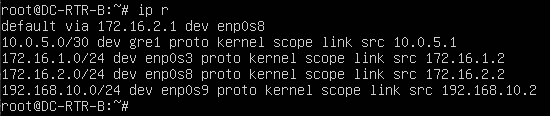 root@DC-RTR-B:~# ip r
default via 172.16.2.1 dev enp0s8
10.0.5.0/30 dev gre1 proto kernel scope link src 10.0.5.1
172.16.1.0/24 dev enp0s3 proto kernel scope link src 172.16.1.2
172.16.2.0/24 dev enp0s8 proto kernel scope link src 172.16.2.2
192.168.10.0/24 dev enp0s9 proto kernel scope link src 192.168.10.2
root@DC-RTR-B:~#